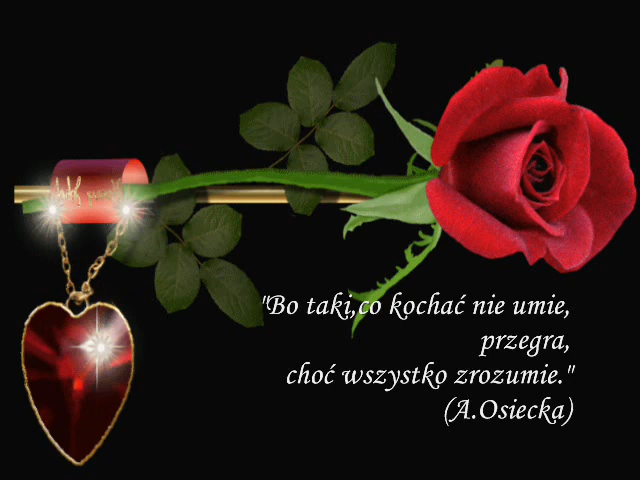 "Bo taki,co kochać nie umie,
przegra,
choć wszystko zrozumie."
(A.Osiecka)